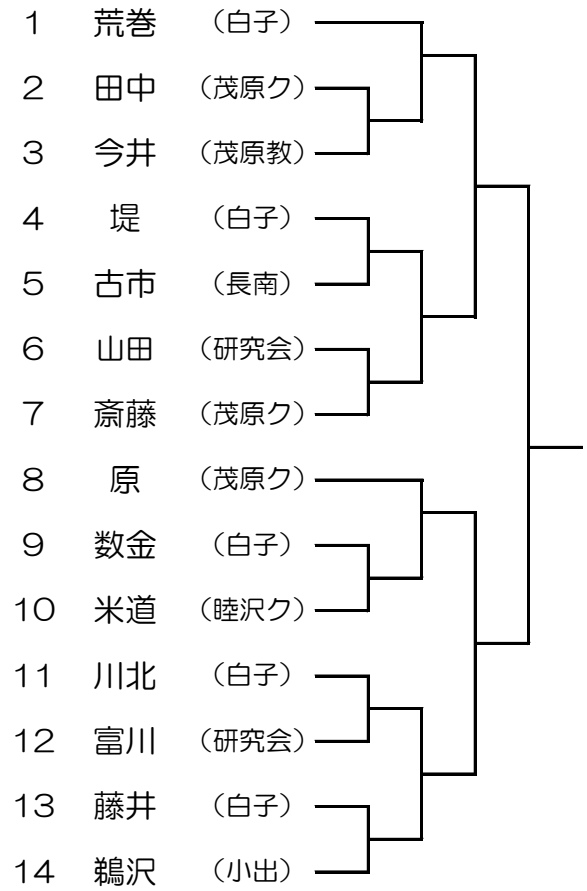 1 荒巻 （白子）
2 田中 （茂原ク）
3 今井 （茂原教）
4 堤 （白子）
5 古市 （長南）
6 山田 （研究会）
7 斎藤 （茂原ク）
8 原 （茂原ク）
9 数金 （白子）
10 米道 （睦沢ク）
11 川北 （白子）
12 富川 （研究会）
13 藤井 （白子）
14 鵜沢 （小出）